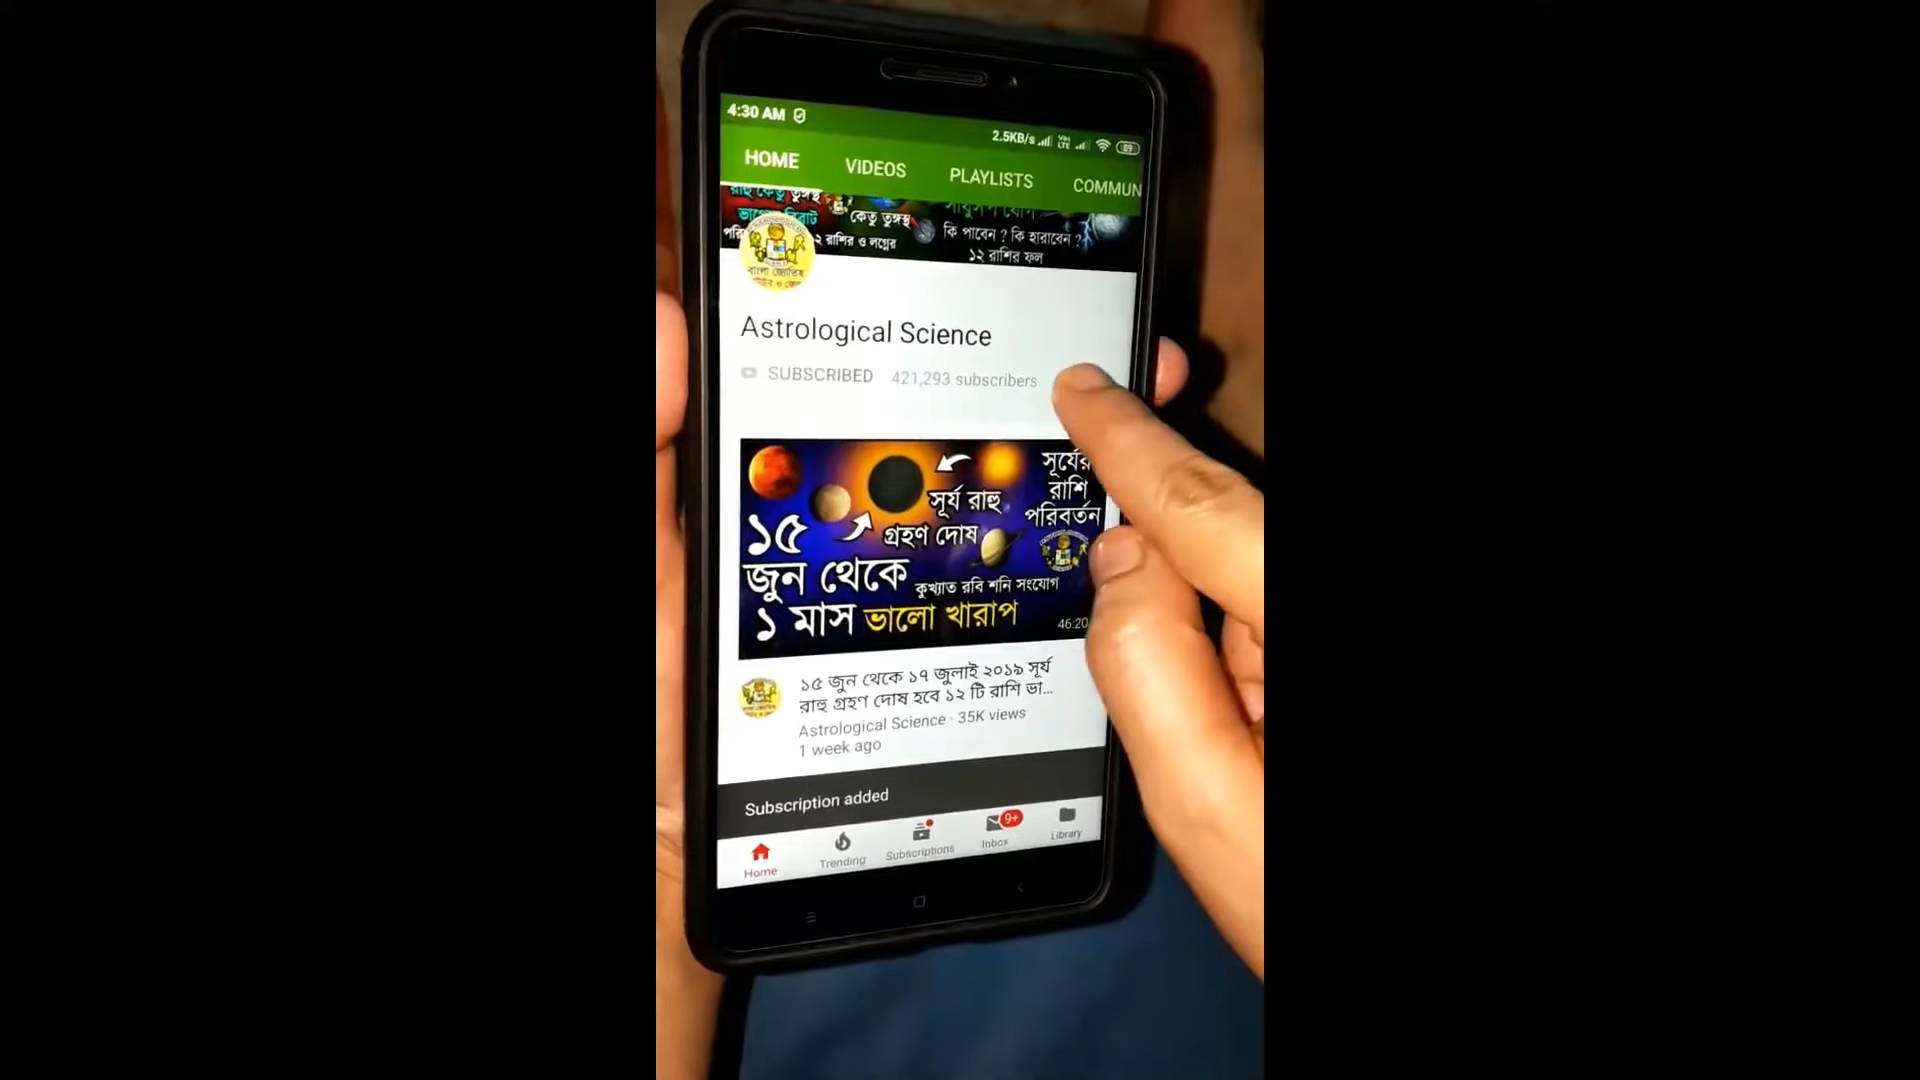 4:30 AM
2.5KB/s
HOME VIDEOS PLAYLISTS COMMUN
রাহু কেতু তুঙ্গস্থ
কেতু তুঙ্গস্থ
২ রাশির ও লগ্নের
কি পাবেন ? কি হারাবেন ?
১২ রাশির ফল
বাংলা জ্যোতিষ
Astrological Science
SUBSCRIBED 421,293 subscribers
সূর্যের
রাশি
পরিবর্তন
সূর্য রাহু
গ্রহণ দোষ
১৫
জুন থেকে
কুখ্যাত রবি শনি সংযোগ
১ মাস ভালো খারাপ
46:20
১৫ জুন থেকে ১৭ জুলাই ২০১৯ সূর্য
রাহু গ্রহণ দোষ হবে ১২ টি রাশি ভা...
Astrological Science · 35K views
1 week ago
Subscription added
9+
Home Trending Subscriptions Inbox Library